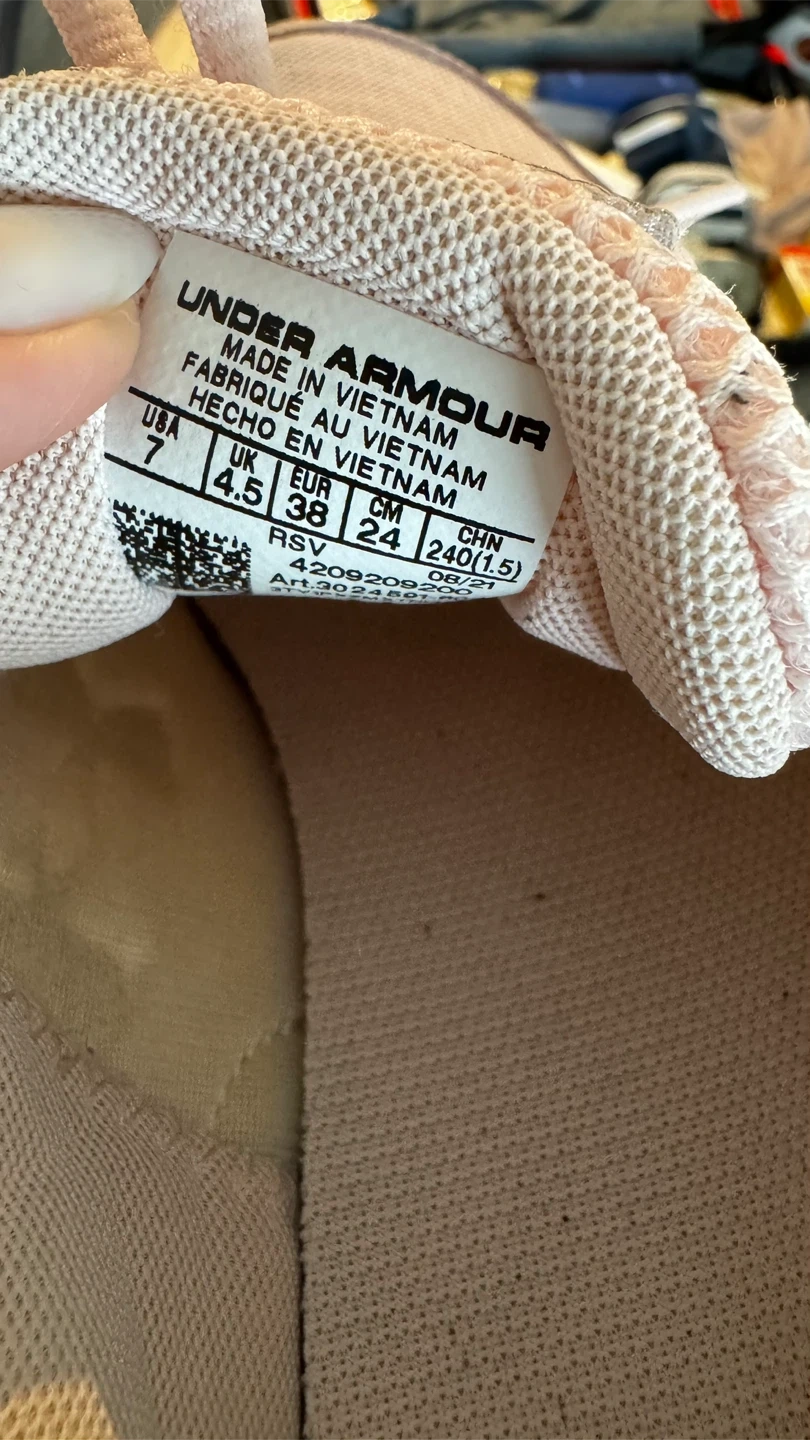 UNDER ARMOUR
MADE IN VIETNAM
FABRIQUÉ AU VIETNAM
HECHO EN VIETNAM
USA UK EUR CM CHN
7 4.5 38 24 240(1.5)
RSV 08/21
4209209200